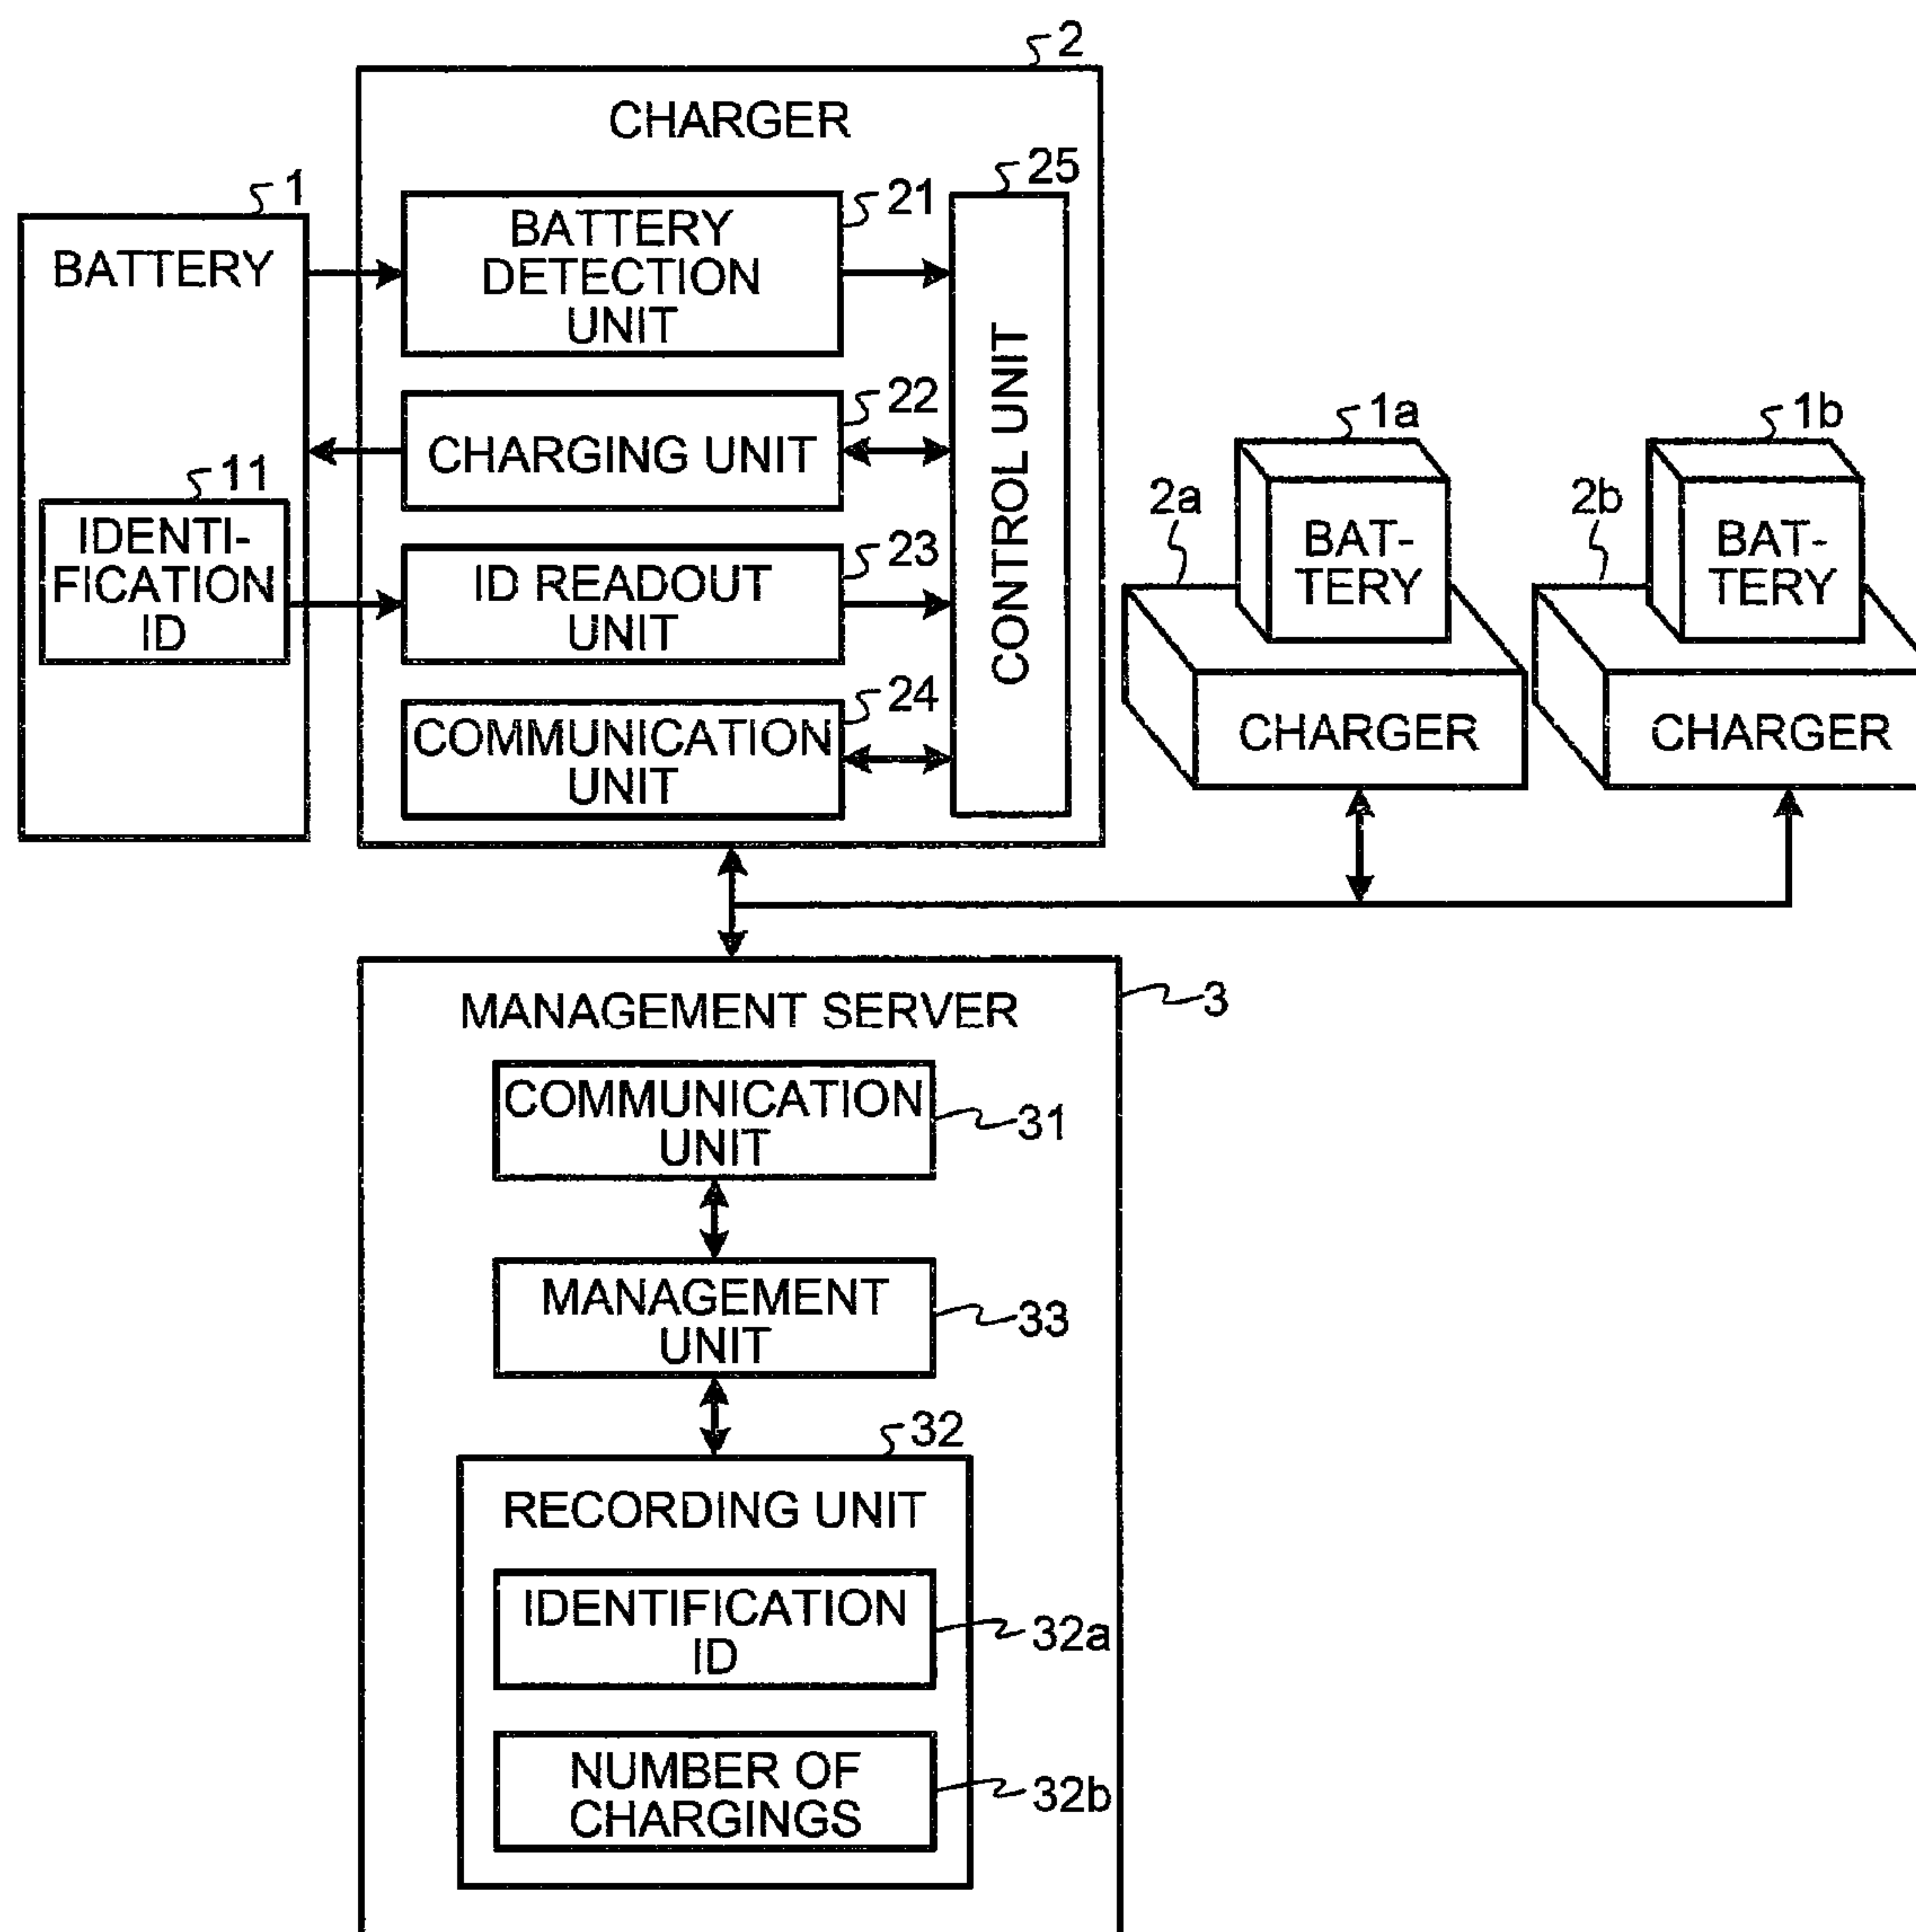 2
CHARGER
1
BATTERY
11
IDENTI-
FICATION
ID
21
BATTERY
DETECTION
UNIT
22
CHARGING UNIT
23
ID READOUT
UNIT
24
COMMUNICATION
UNIT
25
CONTROL UNIT
1a
BAT-
TERY
2a
CHARGER
1b
BAT-
TERY
2b
CHARGER
MANAGEMENT SERVER
3
COMMUNICATION
UNIT
31
MANAGEMENT
UNIT
33
32
RECORDING UNIT
IDENTIFICATION
ID
32a
NUMBER OF
CHARGINGS
32b